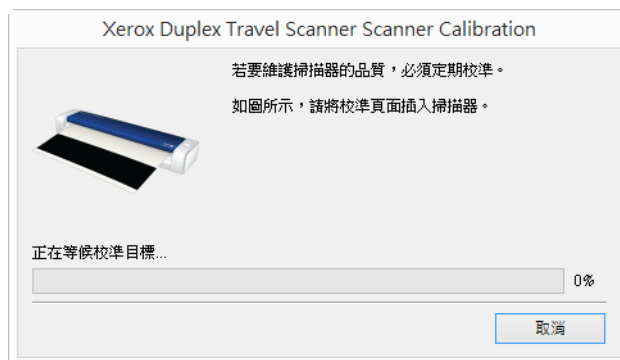 Xerox Duplex Travel Scanner Scanner Calibration
若要維護掃描器的品質，必須定期校準。
如圖所示，請將校準頁面插入掃描器。
正在等候校準目標...
0%
取消